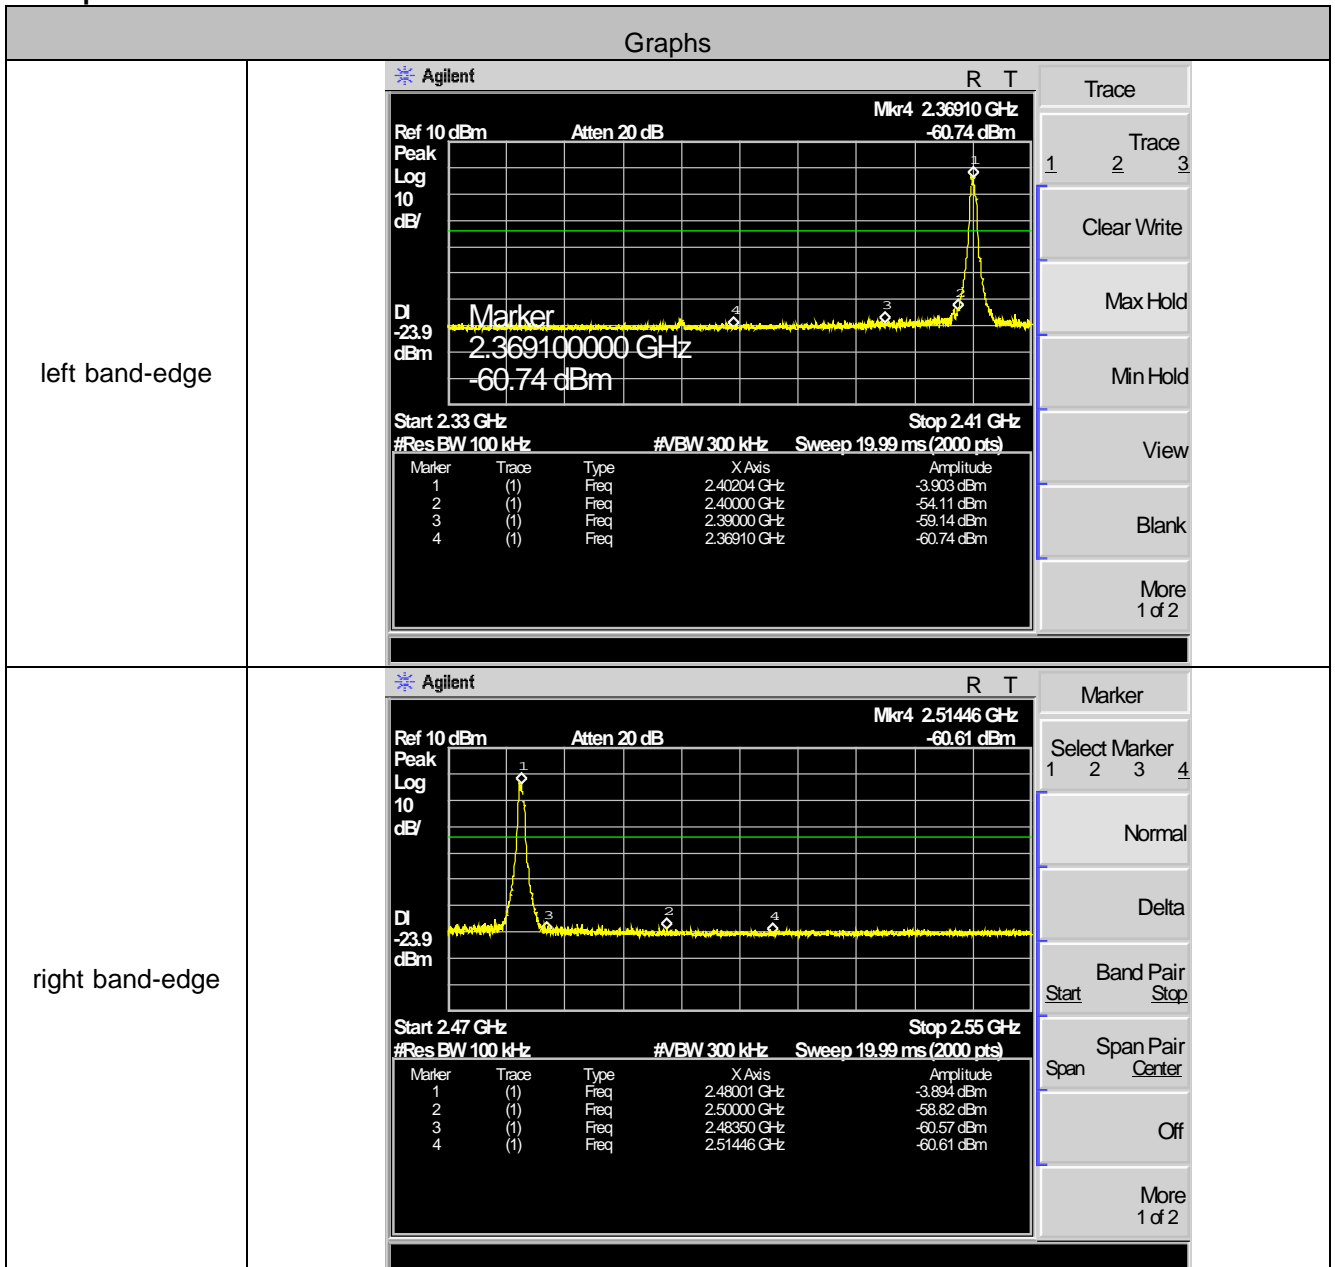 Graphs
left band-edge
Agilent
R T
Mkr4 2.36910 GHz
Ref 10 dBm Atten 20 dB -60.74 dBm
Peak
Log
10
dB/
1
2
3
4
DI
-23.9
dBm
Marker
2.369100000 GHz
-60.74 dBm
Start 2.33 GHz Stop 2.41 GHz
#Res BW 100 kHz #VBW 300 kHz Sweep 19.99 ms (2000 pts)
Marker Trace Type X Axis Amplitude
1 (1) Freq 2.40204 GHz -3.903 dBm
2 (1) Freq 2.40000 GHz -54.11 dBm
3 (1) Freq 2.39000 GHz -59.14 dBm
4 (1) Freq 2.36910 GHz -60.74 dBm
Trace
Trace
1 2 3
Clear Write
Max Hold
Min Hold
View
Blank
More
1 of 2
right band-edge
Agilent
R T
Mkr4 2.51446 GHz
Ref 10 dBm Atten 20 dB -60.61 dBm
Peak
Log
10
dB/
1
3
2
4
DI
-23.9
dBm
Start 2.47 GHz Stop 2.55 GHz
#Res BW 100 kHz #VBW 300 kHz Sweep 19.99 ms (2000 pts)
Marker Trace Type X Axis Amplitude
1 (1) Freq 2.48001 GHz -3.894 dBm
2 (1) Freq 2.50000 GHz -58.82 dBm
3 (1) Freq 2.48350 GHz -60.57 dBm
4 (1) Freq 2.51446 GHz -60.61 dBm
Marker
Select Marker
1 2 3 4
Normal
Delta
Band Pair
Start Stop
Span Pair
Span Center
Off
More
1 of 2